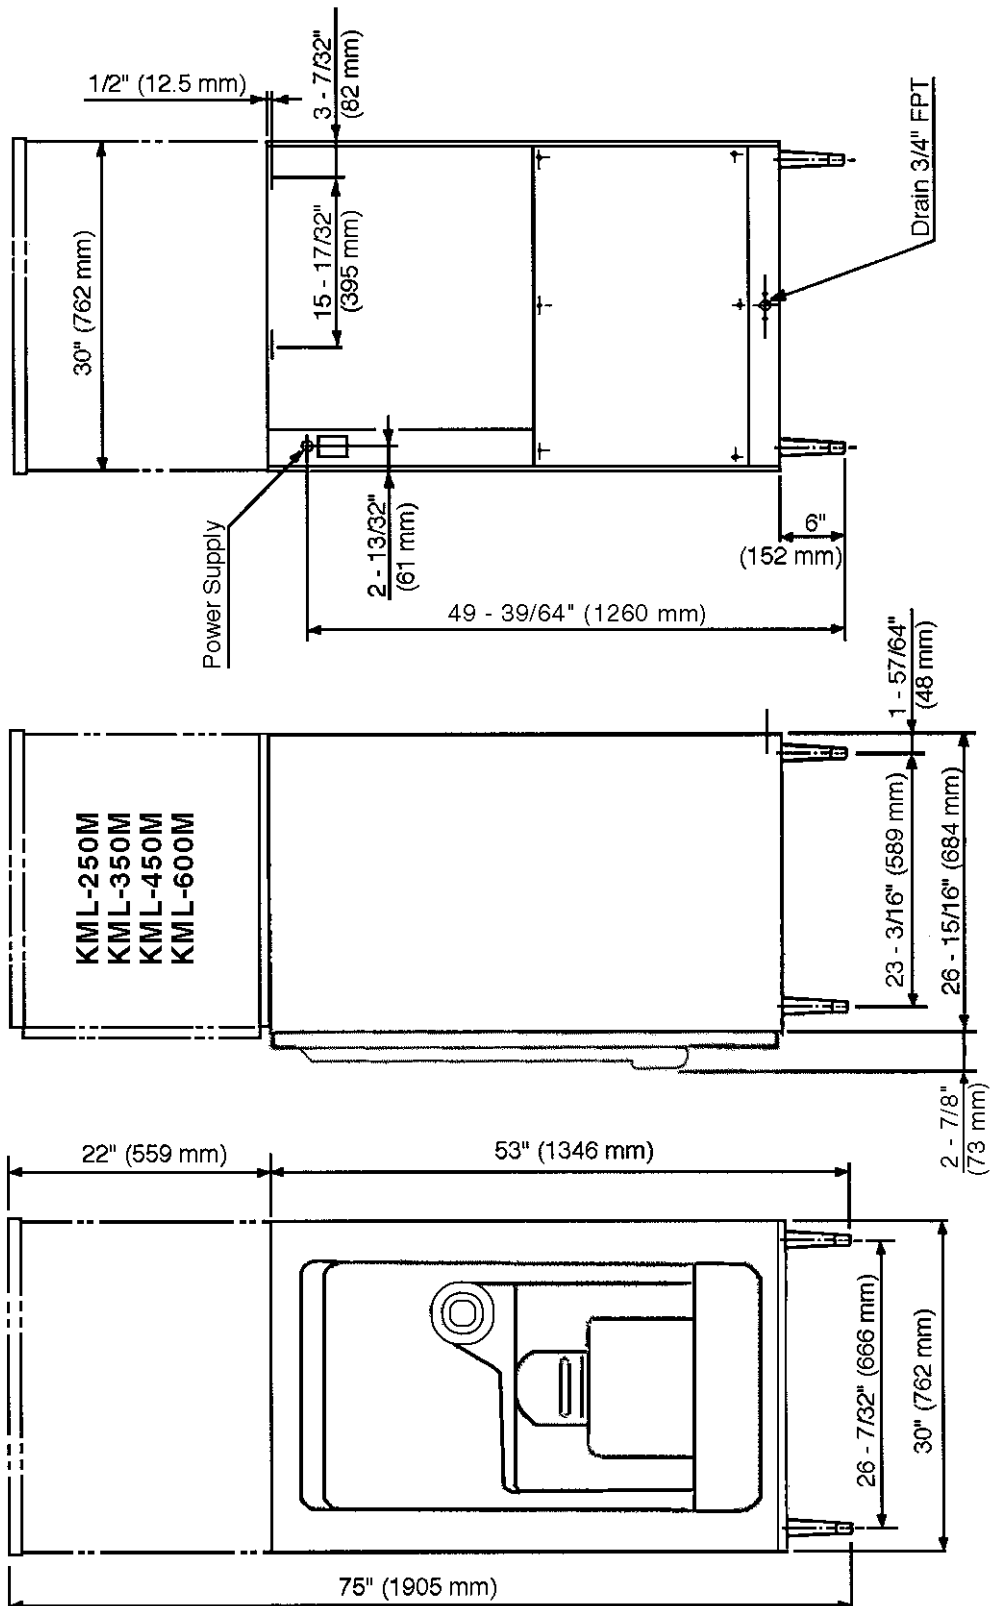 1/2" (12.5 mm)
3 - 7/32"
(82 mm)
30" (762 mm)
15 - 17/32"
(395 mm)
Drain 3/4" FPT
Power Supply
2 - 13/32"
(61 mm)
6"
(152 mm)
49 - 39/64" (1260 mm)
KML-250M
KML-350M
KML-450M
KML-600M
1 - 57/64"
(48 mm)
23 - 3/16" (589 mm)
26 - 15/16" (684 mm)
2 - 7/8"
(73 mm)
22" (559 mm)
53" (1346 mm)
26 - 7/32" (666 mm)
30" (762 mm)
75" (1905 mm)